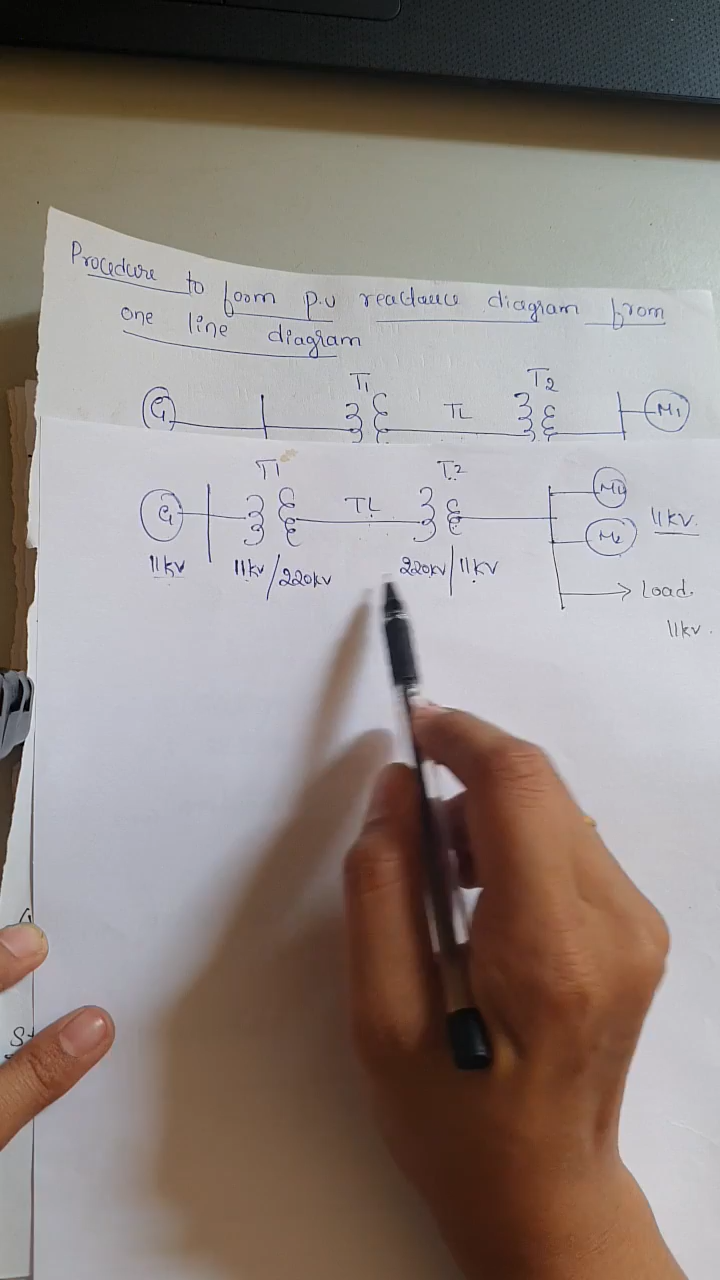 Procedure to form p.u reactance diagram from
one line diagram
T1 T2
G TL M1
T1 T2
G TL M1
M2 11kv
11kv 11kv/220kv 220kv/11kv
Load
11kv